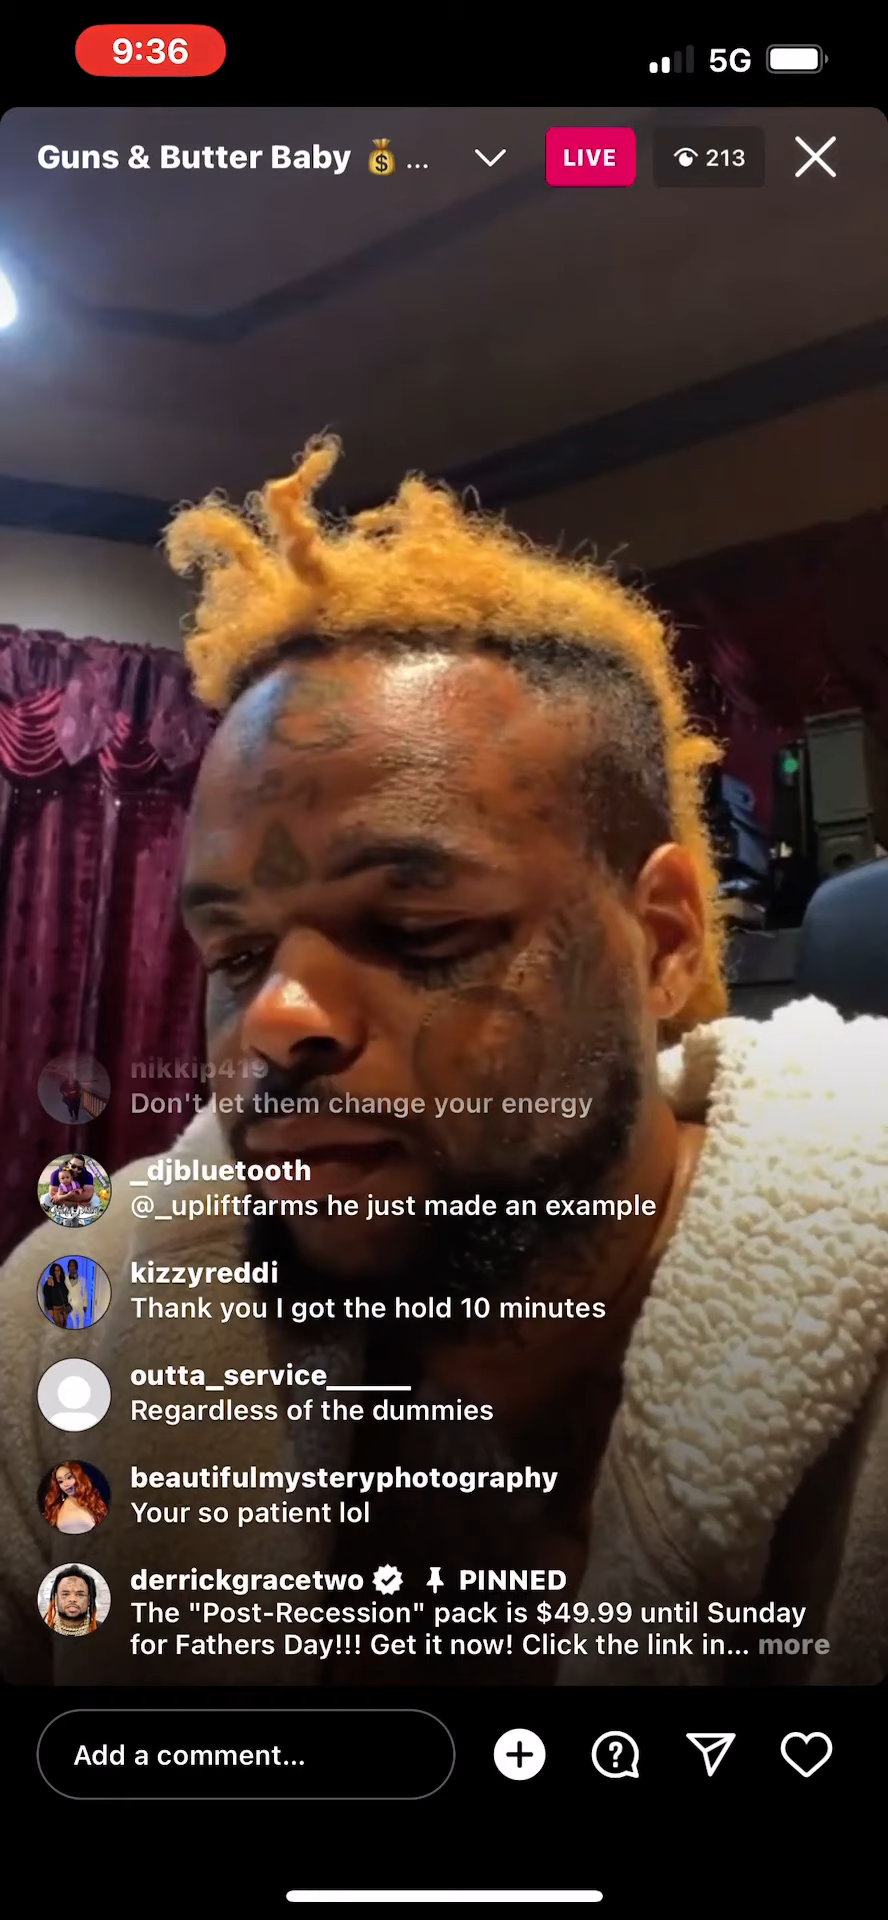 9:36
5G
Guns & Butter Baby 💰 ...
LIVE
213
nikkip419
Don't let them change your energy
_djbluetooth
@_upliftfarms he just made an example
kizzyreddi
Thank you I got the hold 10 minutes
outta_service______
Regardless of the dummies
beautifulmysteryphotography
Your so patient lol
derrickgracetwo PINNED
The "Post-Recession" pack is $49.99 until Sunday
for Fathers Day!!! Get it now! Click the link in... more
Add a comment...